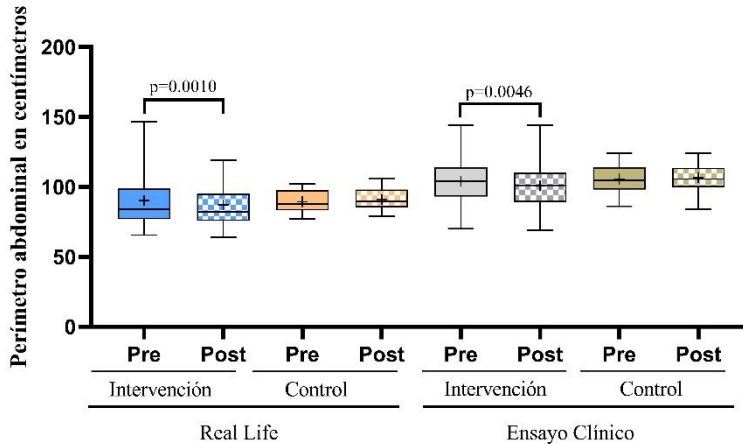 Perímetro abdominal en centímetros
200
150
100
50
0
p=0.0010
p=0.0046
Pre Post Pre Post Pre Post Pre Post
Intervención Control Intervención Control
Real Life Ensayo Clínico